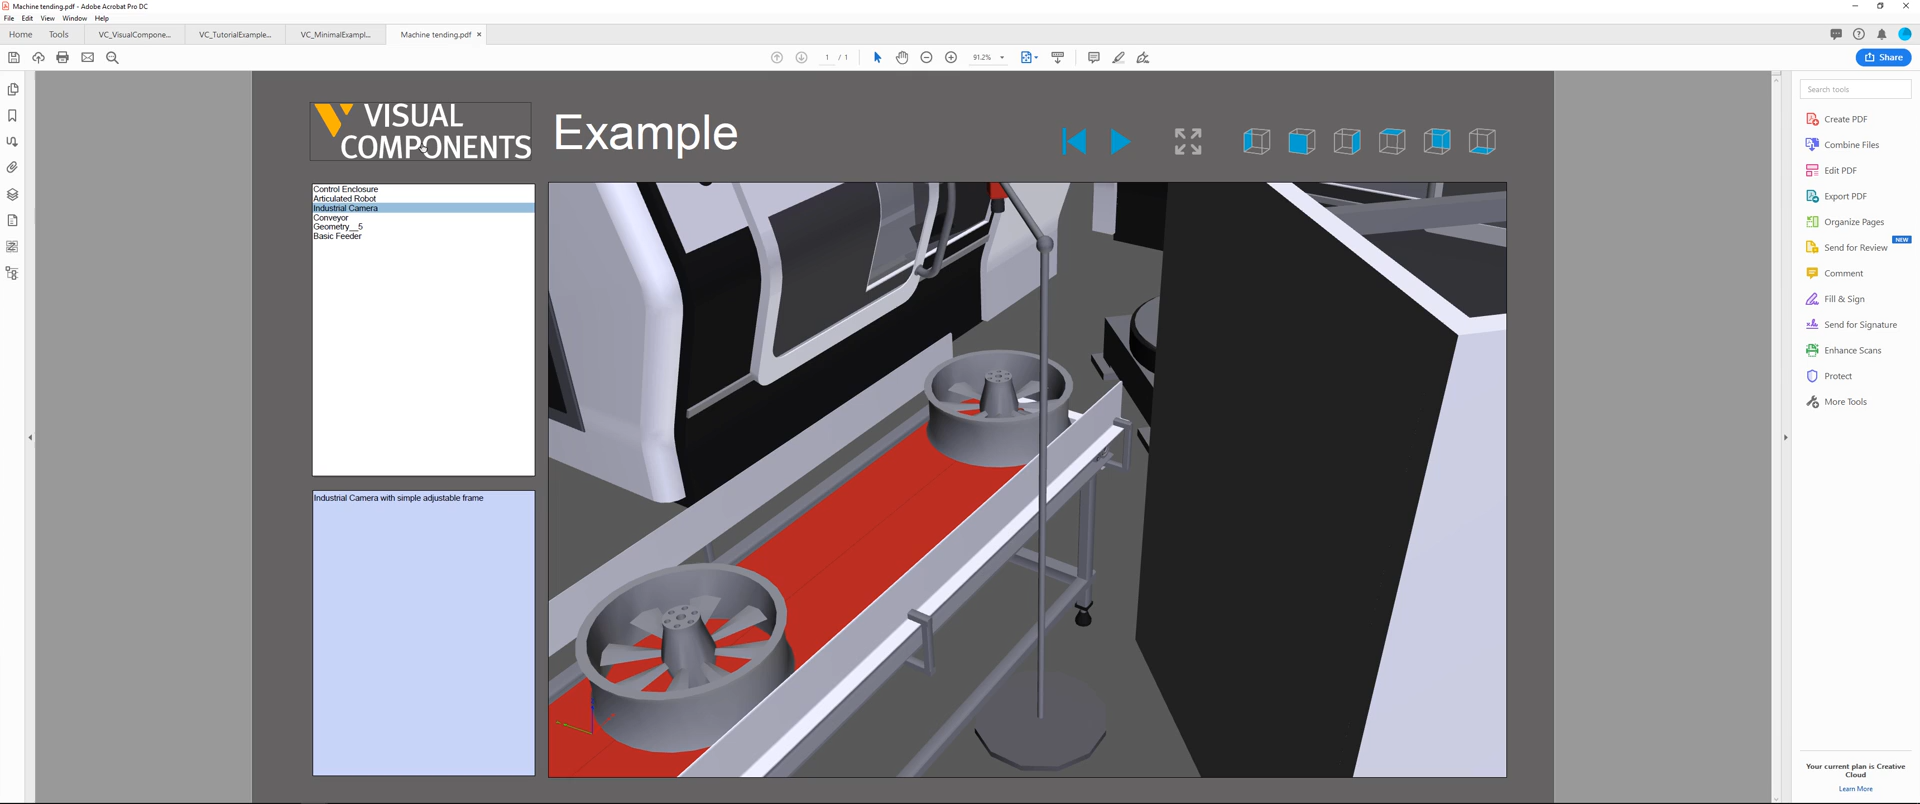 Machine tending.pdf - Adobe Acrobat Pro DC
File Edit View Window Help
Home Tools VC_VisualCompone... VC_TutorialExample... VC_MinimalExampl... Machine tending.pdf ×
1 / 1 91.2% Share
VISUAL
COMPONENTS
Example
Control Enclosure
Articulated Robot
Industrial Camera
Conveyor
Geometry__5
Basic Feeder
Industrial Camera with simple adjustable frame
Search tools
Create PDF
Combine Files
Edit PDF
Export PDF
Organize Pages
Send for Review NEW
Comment
Fill & Sign
Send for Signature
Enhance Scans
Protect
More Tools
Your current plan is Creative
Cloud
Learn More